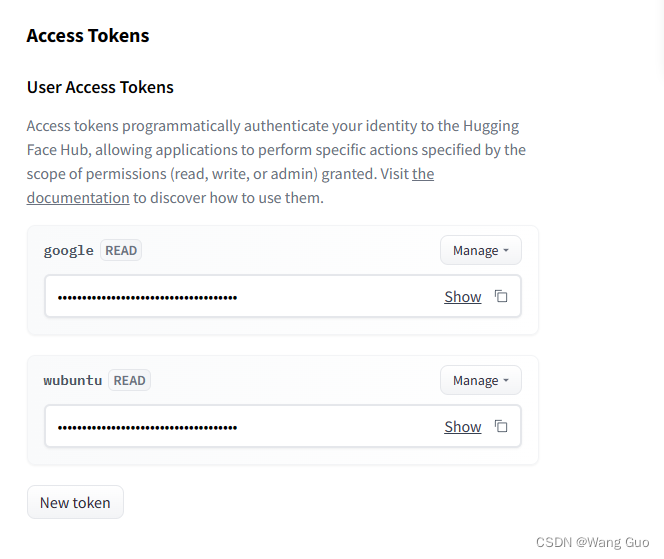 Access Tokens
User Access Tokens
Access tokens programmatically authenticate your identity to the Hugging
Face Hub, allowing applications to perform specific actions specified by the
scope of permissions (read, write, or admin) granted. Visit the
documentation to discover how to use them.
google READ Manage
•••••••••••••••••••••••••••••••••••• Show
wubuntu READ Manage
•••••••••••••••••••••••••••••••••••• Show
New token
CSDN @Wang Guo